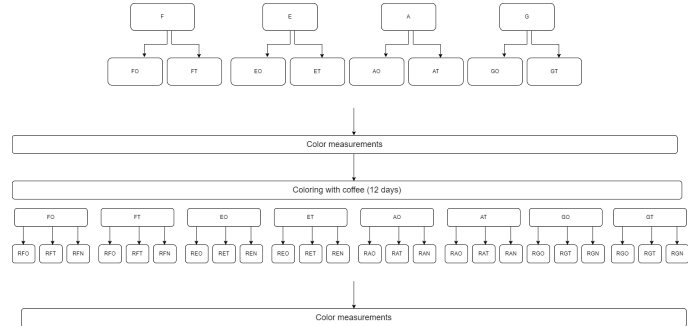 F E A G
FO FT EO ET AO AT GO GT
Color measurements
Coloring with coffee (12 days)
FO FT EO ET AO AT GO GT
RFO RFT RFN RFO RFT RFN REO RET REN REO RET REN RAO RAT RAN RAO RAT RAN RGO RGT RGN RGO RGT RGN
Color measurements